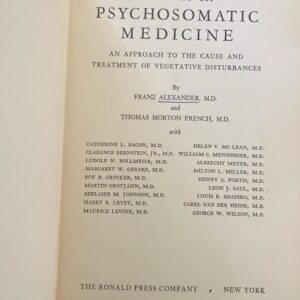 PSYCHOSOMATIC
MEDICINE
AN APPROACH TO THE CAUSE AND
TREATMENT OF VEGETATIVE DISTURBANCES
By
FRANZ ALEXANDER, M.D.
and
THOMAS MORTON FRENCH, M.D.
with
CATHERINE L. BACON, M.D.
CLARENCE BERNSTEIN, JR., M.D.
LUDOLF N. BOLLMEIER, M.D.
MARGARET W. GERARD, M.D.
ROY R. GRINKER, M.D.
MARTIN GROTJAHN, M.D.
ADELAIDE M. JOHNSON, M.D.
HARRY B. LEVEY, M.D.
MAURICE LEVINE, M.D.
HELEN V. MC LEAN, M.D.
WILLIAM C. MENNINGER, M.D.
ALBRECHT MEYER, M.D.
MILTON L. MILLER, M.D.
SIDNEY A. PORTIS, M.D.
LEON J. SAUL, M.D.
LOUIS B. SHAPIRO, M.D.
CAREL VAN DER HEIDE, M.D.
GEORGE W. WILSON, M.D.
THE RONALD PRESS COMPANY / NEW YORK